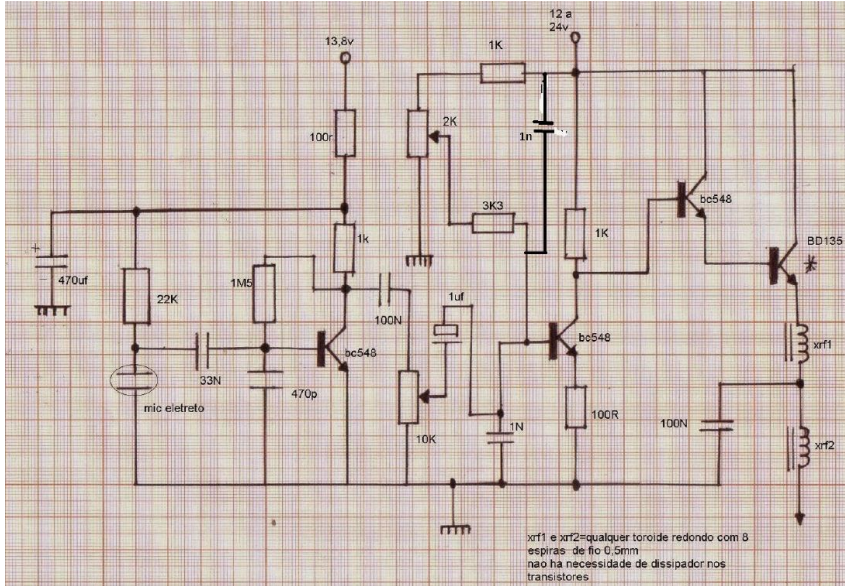 12 a
24v
13,8v
1K
100r
2K
1n
bc548
3K3
1k
1K
BD135
*
+
470uf
22K
1M5
1uf
100N
xrf1
bc548
bc548
33N
470p
mic eletreto
10K
1N
100R
100N
xrf2
xrf1 e xrf2=qualquer toroide redondo com 8
espiras de fio 0,5mm
nao ha necessidade de dissipador nos
transistores